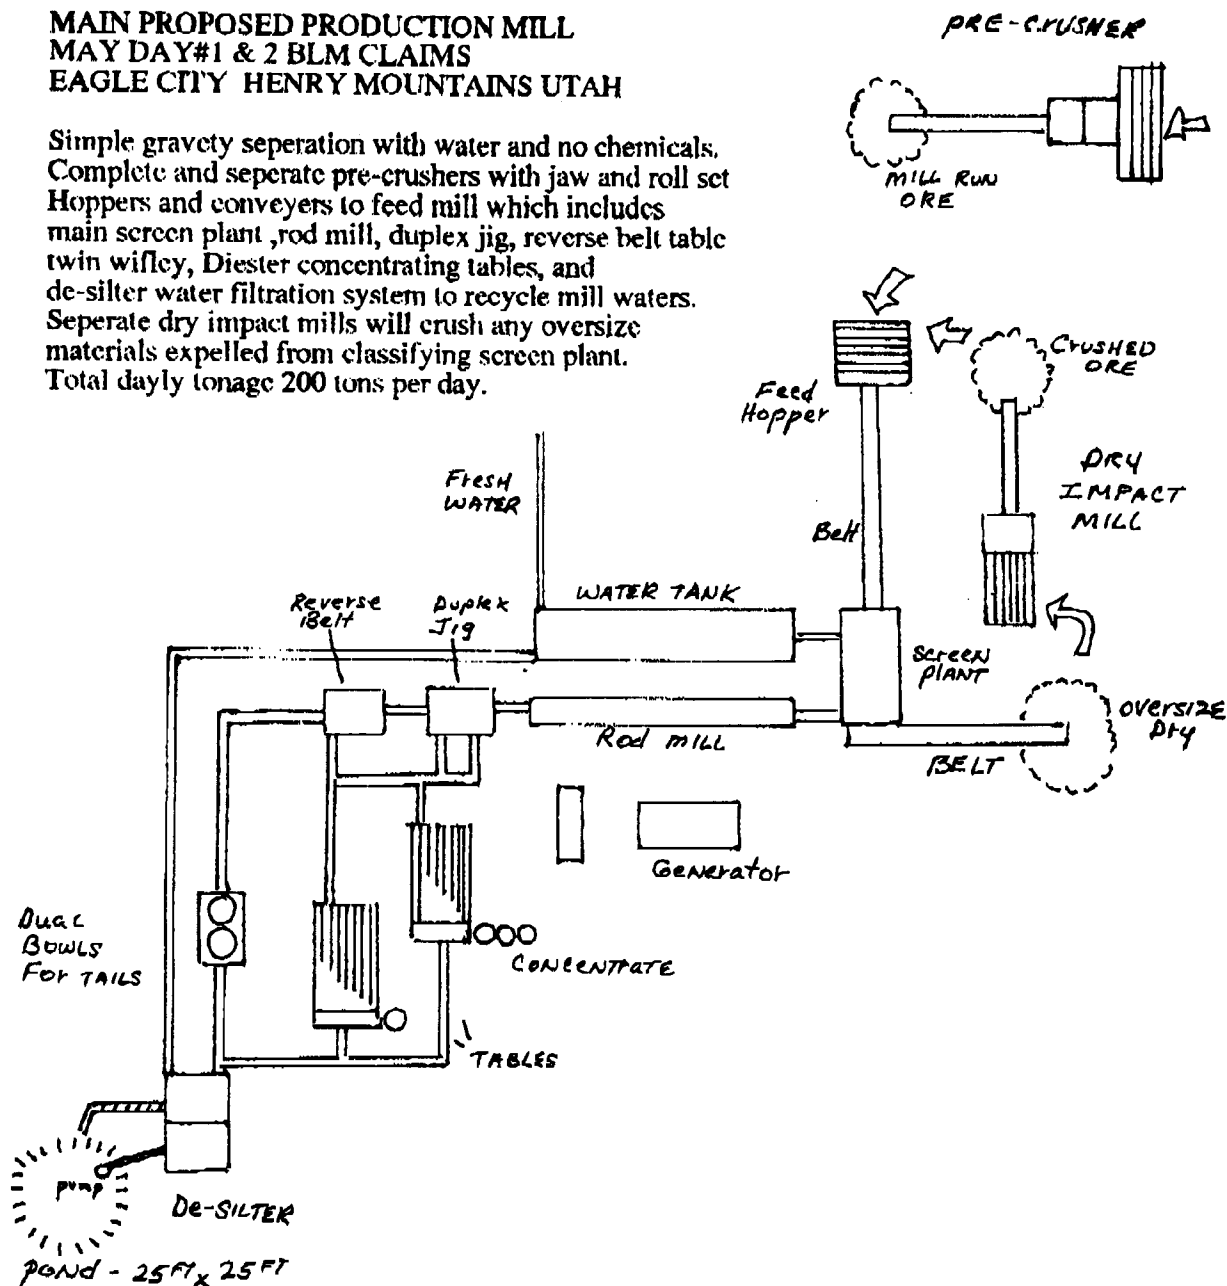 MAIN PROPOSED PRODUCTION MILL
MAY DAY#1 & 2 BLM CLAIMS
EAGLE CITY HENRY MOUNTAINS UTAH
Simple gravety seperation with water and no chemicals.
Complete and seperate pre-crushers with jaw and roll set
Hoppers and conveyers to feed mill which includes
main screen plant ,rod mill, duplex jig, reverse belt table
twin wifley, Diester concentrating tables, and
de-silter water filtration system to recycle mill waters.
Seperate dry impact mills will crush any oversize
materials expelled from classifying screen plant.
Total dayly tonage 200 tons per day.
PRE-CRUSHER
MILL RUN
ORE
CRUSHED
ORE
Feed
Hopper
DRY
IMPACT
MILL
Fresh
WATER
Belt
WATER TANK
Reverse
Belt
Duplex
Jig
Screen
PLANT
OVERSIZE
Dry
Rod MILL
BELT
Generator
Dual
BOWLS
For TAILS
CONCENTRATE
TABLES
pump
De-SILTER
POND - 25 FT x 25 FT